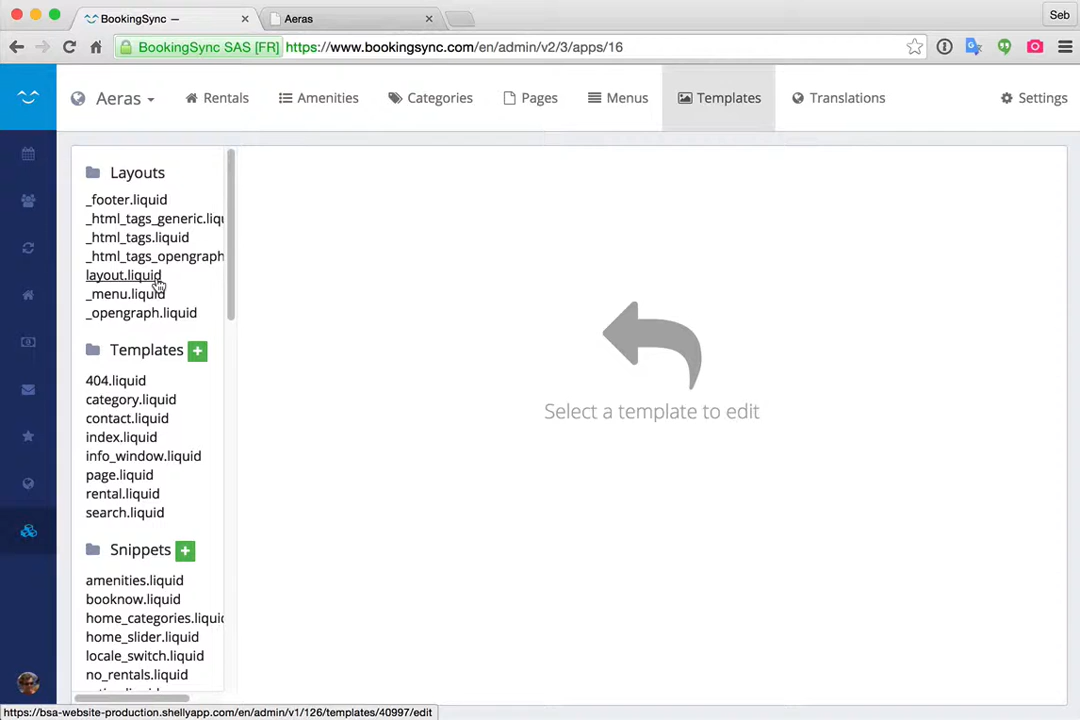 BookingSync —
Aeras
Seb
BookingSync SAS [FR] https://www.bookingsync.com/en/admin/v2/3/apps/16
Aeras
Rentals
Amenities
Categories
Pages
Menus
Templates
Translations
Settings
Layouts
_footer.liquid
_html_tags_generic.liqu
_html_tags.liquid
_html_tags_opengraph
layout.liquid
_menu.liquid
_opengraph.liquid
Templates
404.liquid
category.liquid
contact.liquid
index.liquid
info_window.liquid
page.liquid
rental.liquid
search.liquid
Snippets
amenities.liquid
booknow.liquid
home_categories.liquid
home_slider.liquid
locale_switch.liquid
no_rentals.liquid
Select a template to edit
https://bsa-website-production.shellyapp.com/en/admin/v1/126/templates/40997/edit